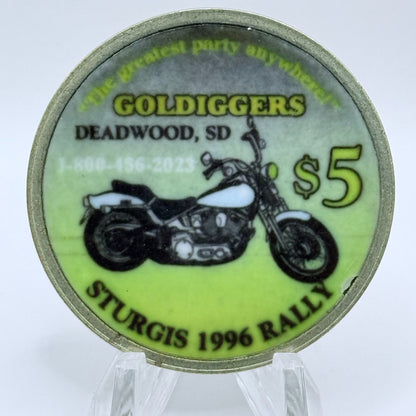 "The greatest party anywhere!"
GOLDIGGERS
DEADWOOD, SD
1-800-456-2023
$5
STURGIS 1996 RALLY